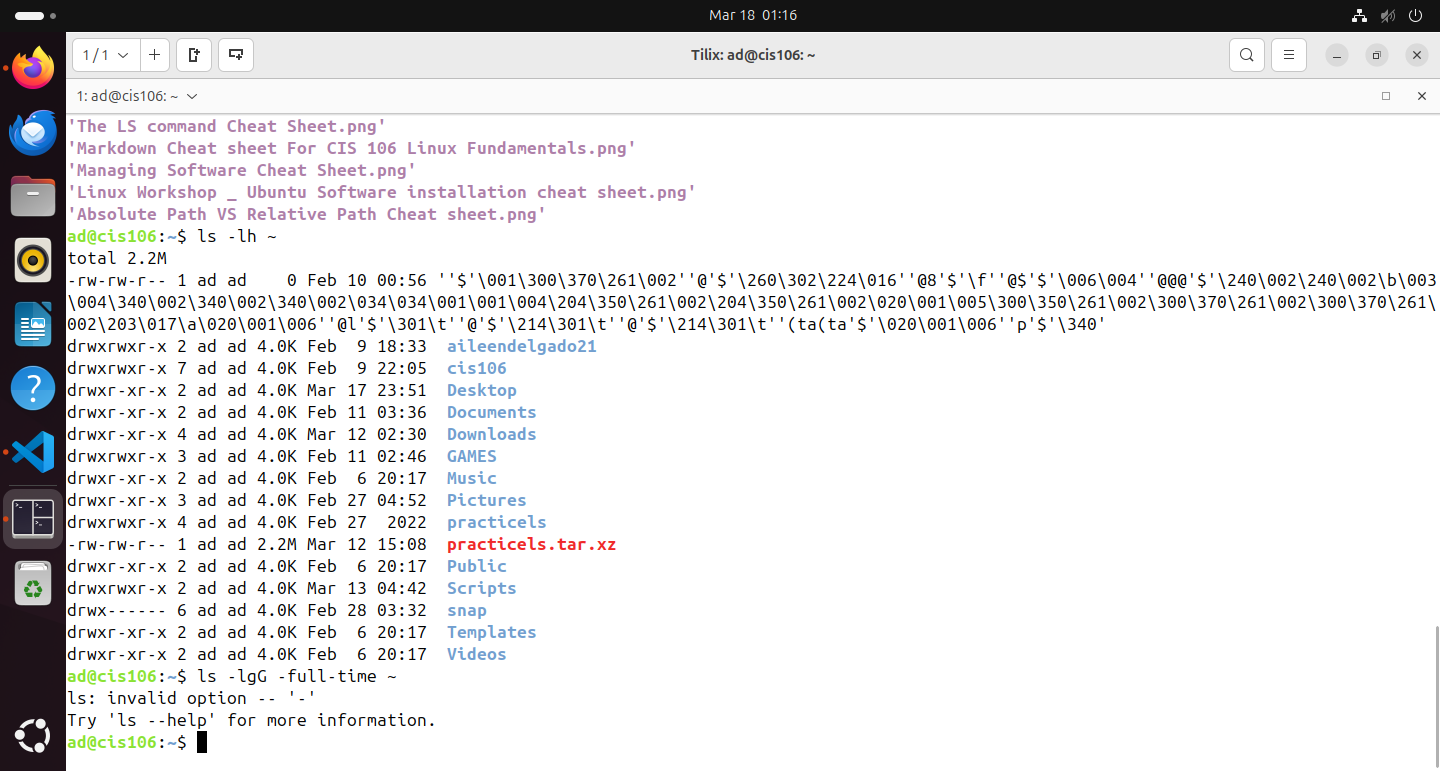 Mar 18 01:16
1 / 1
Tilix: ad@cis106: ~
1: ad@cis106: ~
'The LS command Cheat Sheet.png'
'Markdown Cheat sheet For CIS 106 Linux Fundamentals.png'
'Managing Software Cheat Sheet.png'
'Linux Workshop _ Ubuntu Software installation cheat sheet.png'
'Absolute Path VS Relative Path Cheat sheet.png'
ad@cis106:~$ ls -lh ~
total 2.2M
-rw-rw-r-- 1 ad ad    0 Feb 10 00:56 ''$'\001\300\370\261\002''@'$'\260\302\224\016''@8'$'\f''@$'$'\006\004''@@@'$'\240\002\240\002\b\003
\004\340\002\340\002\340\002\034\034\001\001\004\204\350\261\002\204\350\261\002\020\001\005\300\350\261\002\300\370\261\002\300\370\261\
002\203\017\a\020\001\006''@l'$'\301\t''@'$'\214\301\t''@'$'\214\301\t''(ta(ta'$'\020\001\006''p'$'\340'
drwxrwxr-x 2 ad ad 4.0K Feb  9 18:33  aileendelgado21
drwxrwxr-x 7 ad ad 4.0K Feb  9 22:05  cis106
drwxr-xr-x 2 ad ad 4.0K Mar 17 23:51  Desktop
drwxr-xr-x 2 ad ad 4.0K Feb 11 03:36  Documents
drwxr-xr-x 4 ad ad 4.0K Mar 12 02:30  Downloads
drwxrwxr-x 3 ad ad 4.0K Feb 11 02:46  GAMES
drwxr-xr-x 2 ad ad 4.0K Feb  6 20:17  Music
drwxr-xr-x 3 ad ad 4.0K Feb 27 04:52  Pictures
drwxrwxr-x 4 ad ad 4.0K Feb 27  2022  practicels
-rw-rw-r-- 1 ad ad 2.2M Mar 12 15:08  practicels.tar.xz
drwxr-xr-x 2 ad ad 4.0K Feb  6 20:17  Public
drwxrwxr-x 2 ad ad 4.0K Mar 13 04:42  Scripts
drwx------ 6 ad ad 4.0K Feb 28 03:32  snap
drwxr-xr-x 2 ad ad 4.0K Feb  6 20:17  Templates
drwxr-xr-x 2 ad ad 4.0K Feb  6 20:17  Videos
ad@cis106:~$ ls -lgG -full-time ~
ls: invalid option -- '-'
Try 'ls --help' for more information.
ad@cis106:~$